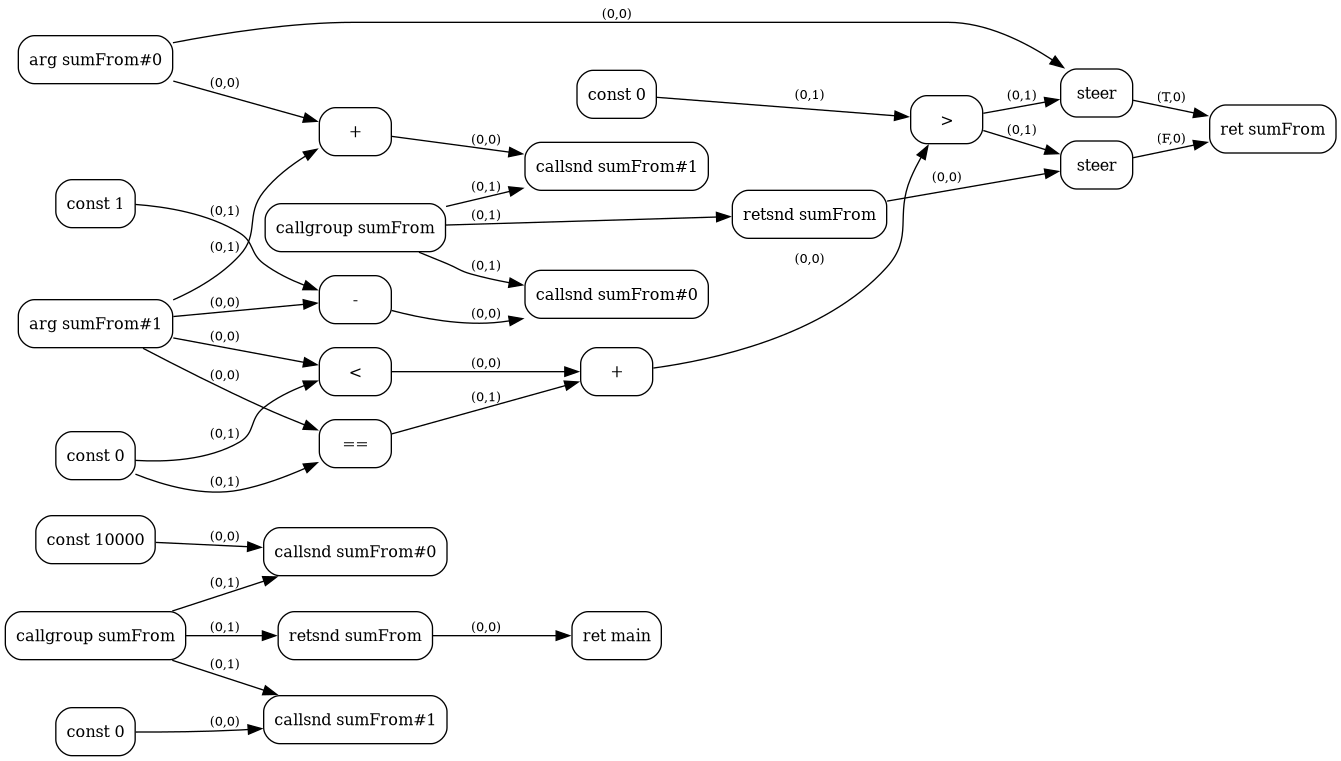 (0,0)
arg sumFrom#0
(0,0)
const 0
(0,1)
steer
(T,0)
(0,1)
>
ret sumFrom
+
(0,0)
(0,1)
(F,0)
callsnd sumFrom#1
steer
(0,0)
const 1
(0,1)
(0,1)
(0,1)
callgroup sumFrom
retsnd sumFrom
(0,1)
(0,1)
(0,0)
-
callsnd sumFrom#0
(0,0)
(0,0)
arg sumFrom#1
(0,0)
<
(0,0)
+
(0,0)
(0,1)
(0,1)
==
const 0
(0,1)
const 10000
(0,0)
callsnd sumFrom#0
(0,1)
callgroup sumFrom
(0,1)
retsnd sumFrom
(0,0)
ret main
(0,1)
const 0
(0,0)
callsnd sumFrom#1